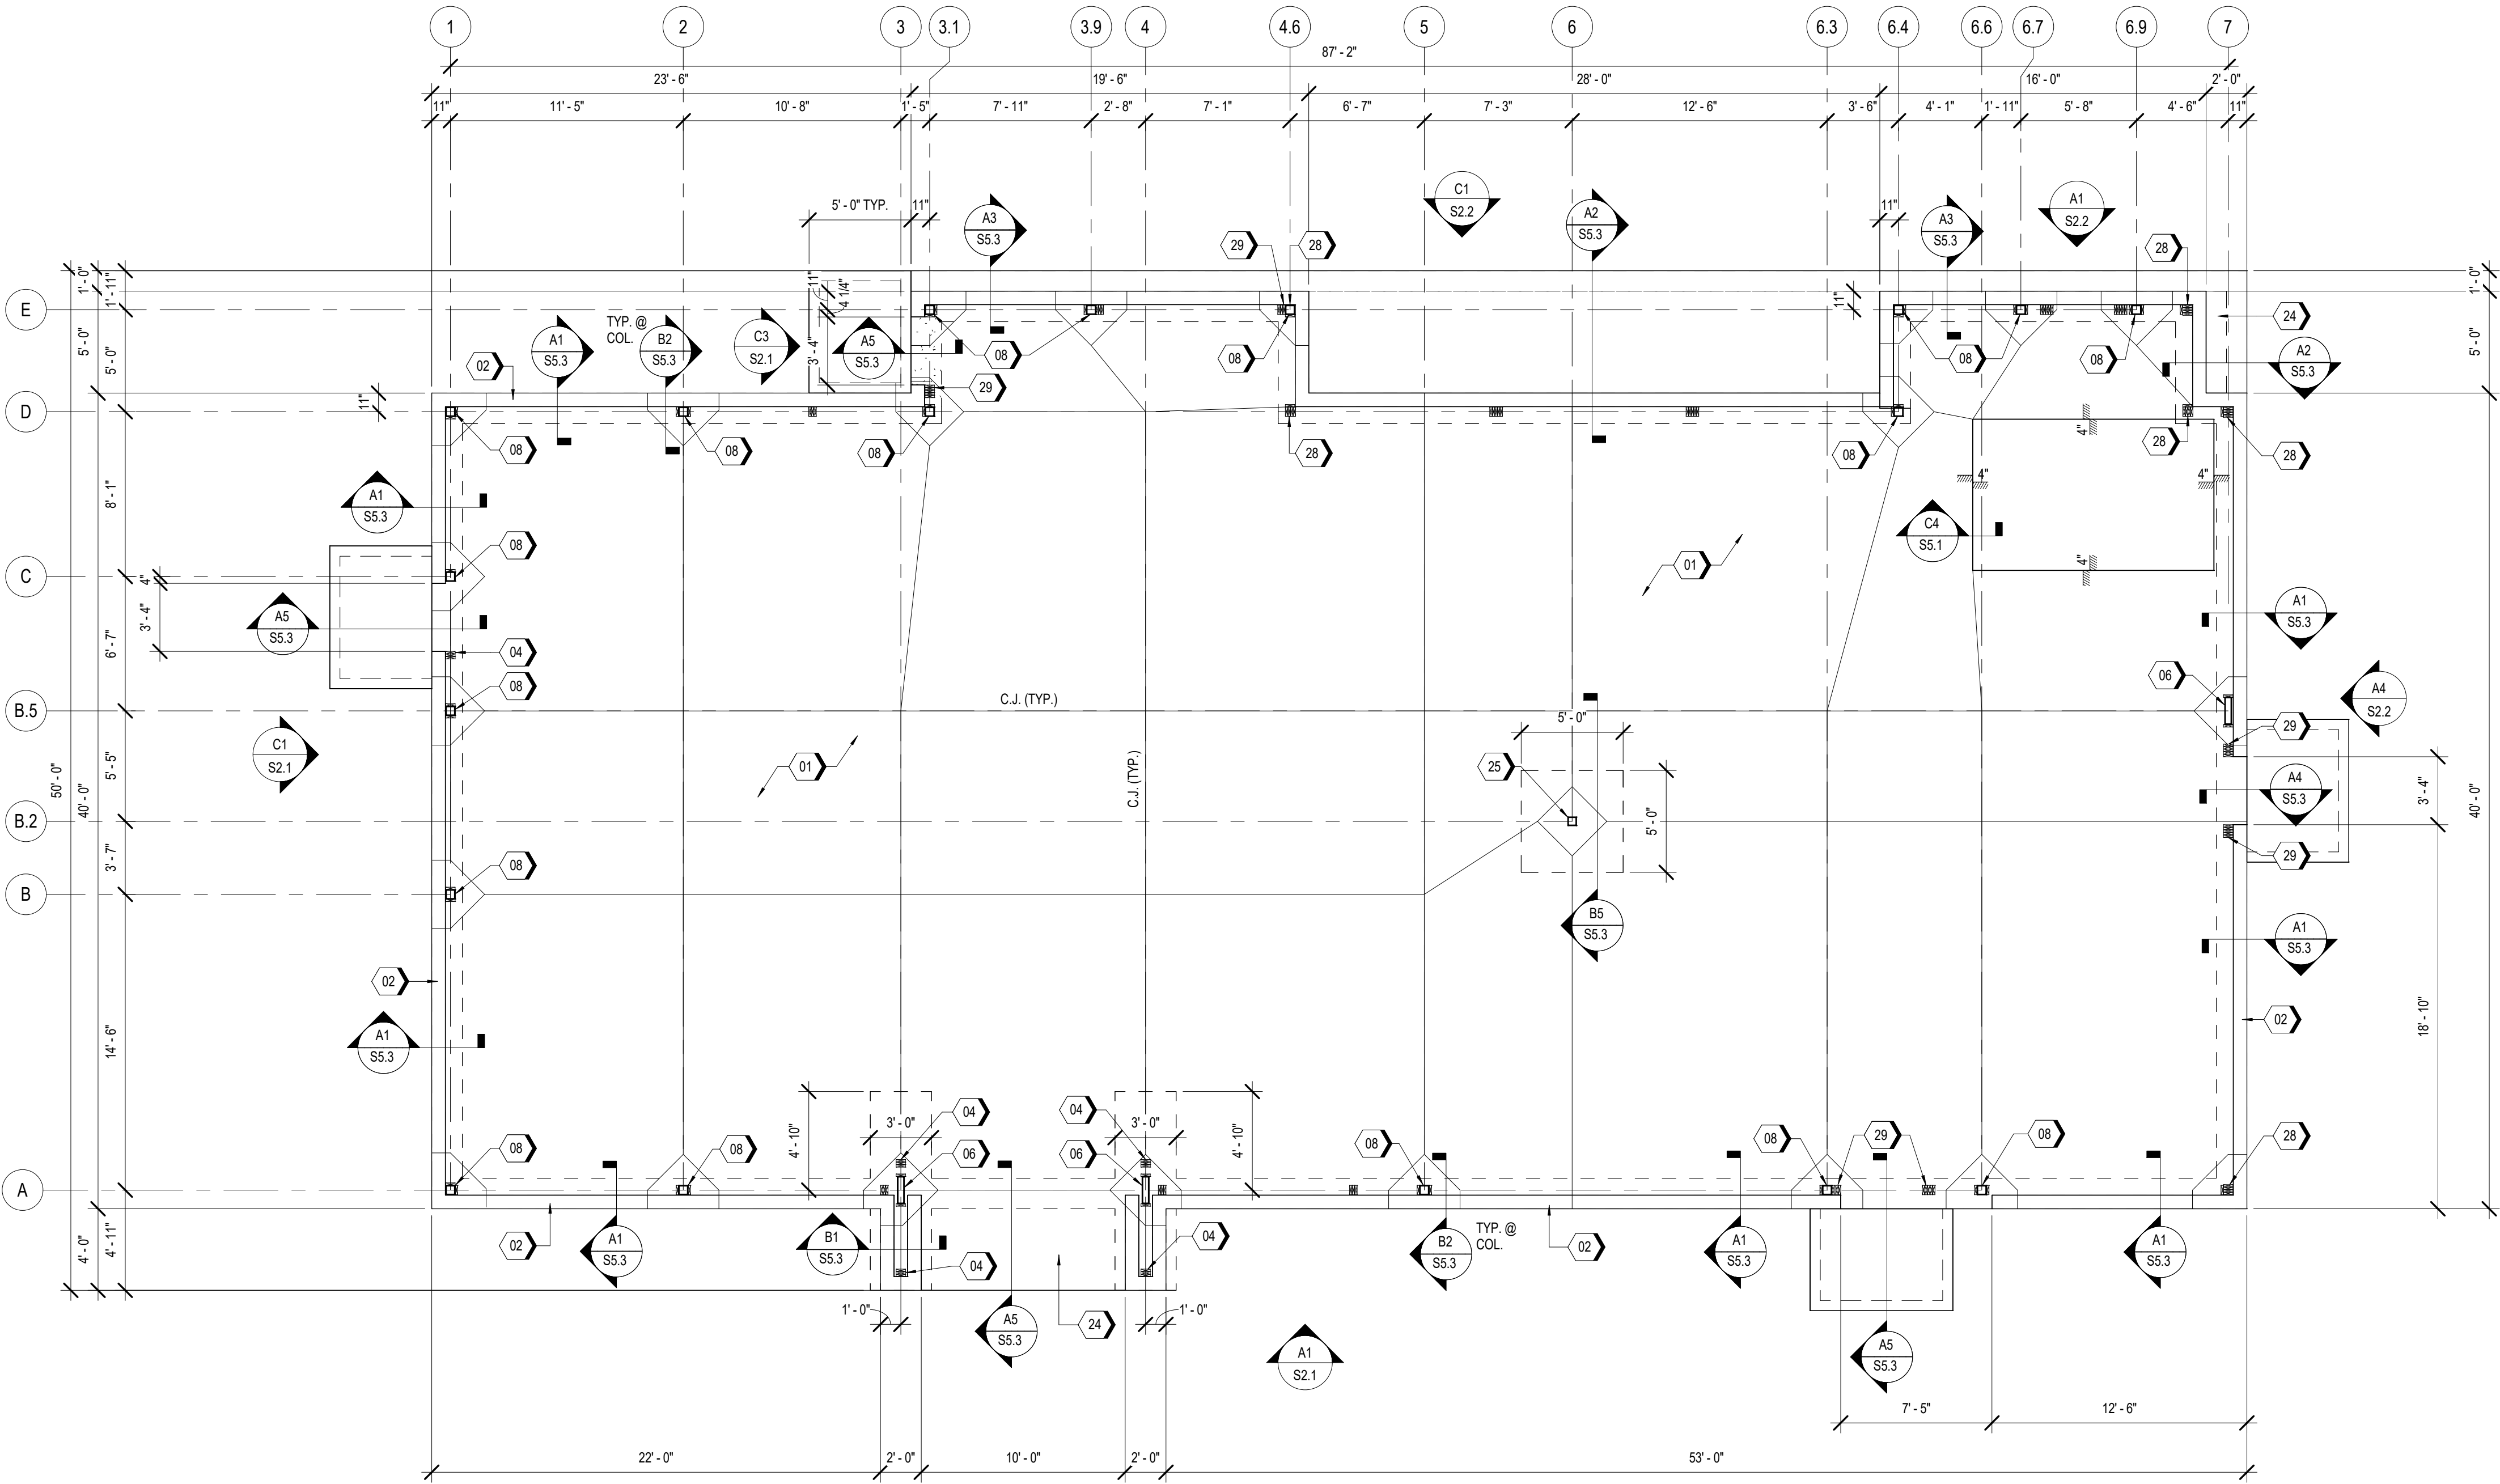 1 2 3 3.1 3.9 4 4.6 5 6 6.3 6.4 6.6 6.7 6.9 7
87' - 2"
23' - 6" 19' - 6" 28' - 0" 16' - 0" 2' - 0"
11" 11' - 5" 10' - 8" 1' - 5" 7' - 11" 2' - 8" 7' - 1" 6' - 7" 7' - 3" 12' - 6" 3' - 6" 4' - 1" 1' - 11" 5' - 8" 4' - 6" 11"
5' - 0" TYP. 11"
A3
S5.3
C1
S2.2
A2
S5.3
11"
A3
S5.3
A1
S2.2
29 28 28
1' - 0"
1' - 11"
11"
4 1/4"
11"
1' - 0"
E
24
TYP. @
COL.
A1
S5.3
B2
S5.3
C3
S2.1
3' - 4"
A5
S5.3
08 08 08 08
A2
S5.3
5' - 0"
5' - 0"
5' - 0"
02
29
11"
D
08 08 08 28 08 28 28
4"
4" 4"
4"
8' - 1"
A1
S5.3
C4
S5.1
08
01
C
4"
3' - 4"
A5
S5.3
A1
S5.3
6' - 7"
04
08
06
A4
S2.2
B.5
C.J. (TYP.)
5' - 0"
29
C1
S2.1
5' - 5"
50' - 0"
40' - 0"
01
C.J. (TYP.)
25
A4
S5.3
3' - 4"
40' - 0"
B.2
5' - 0"
3' - 7"
08
29
B
B5
S5.3
A1
S5.3
02
02
14' - 6"
A1
S5.3
18' - 10"
4' - 10"
04
3' - 0"
06
04
3' - 0"
06
4' - 10"
08 08 08 08 29 08 28
A
4' - 0"
4' - 11"
02
A1
S5.3
B1
S5.3
04
04
B2
S5.3
TYP. @
COL.
02
A1
S5.3
A1
S5.3
1' - 0"
A5
S5.3
24
1' - 0"
A1
S2.1
A5
S5.3
7' - 5" 12' - 6"
22' - 0" 2' - 0" 10' - 0" 2' - 0" 53' - 0"